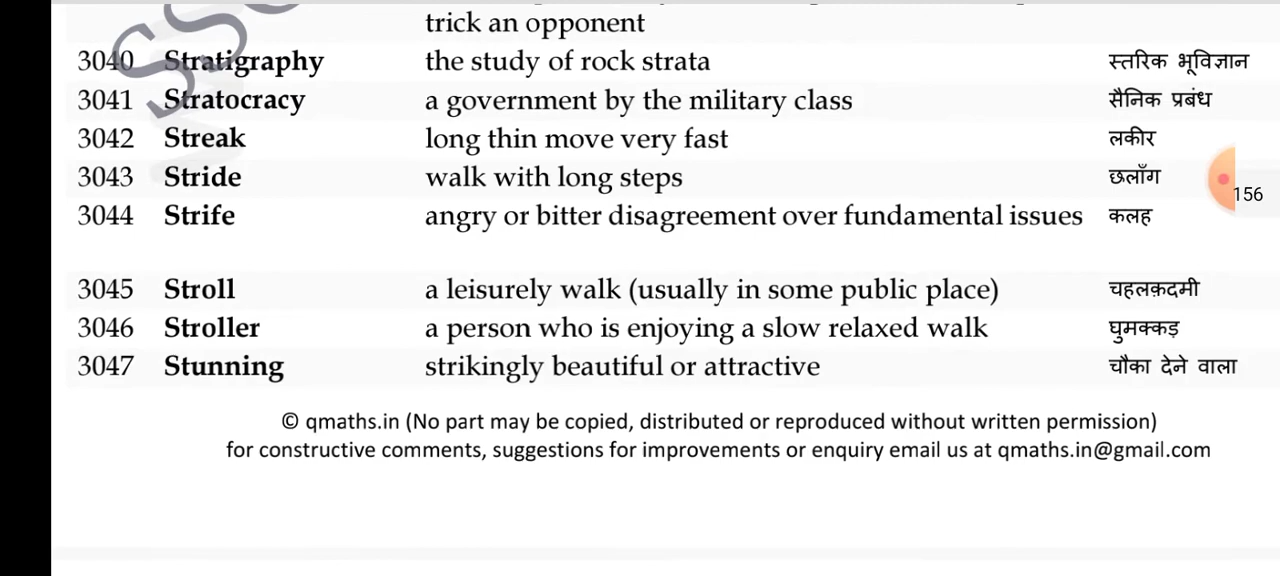 trick an opponent
3040 Stratigraphy the study of rock strata स्तरिक भूविज्ञान
3041 Stratocracy a government by the military class सैनिक प्रबंध
3042 Streak long thin move very fast लकीर
3043 Stride walk with long steps छलाँग
156
3044 Strife angry or bitter disagreement over fundamental issues कलह
3045 Stroll a leisurely walk (usually in some public place) चहलक़दमी
3046 Stroller a person who is enjoying a slow relaxed walk घुमक्कड़
3047 Stunning strikingly beautiful or attractive चौका देने वाला
© qmaths.in (No part may be copied, distributed or reproduced without written permission)
for constructive comments, suggestions for improvements or enquiry email us at qmaths.in@gmail.com